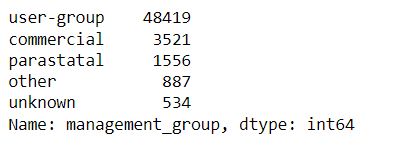 user-group    48419
commercial     3521
parastatal     1556
other           887
unknown         534
Name: management_group, dtype: int64